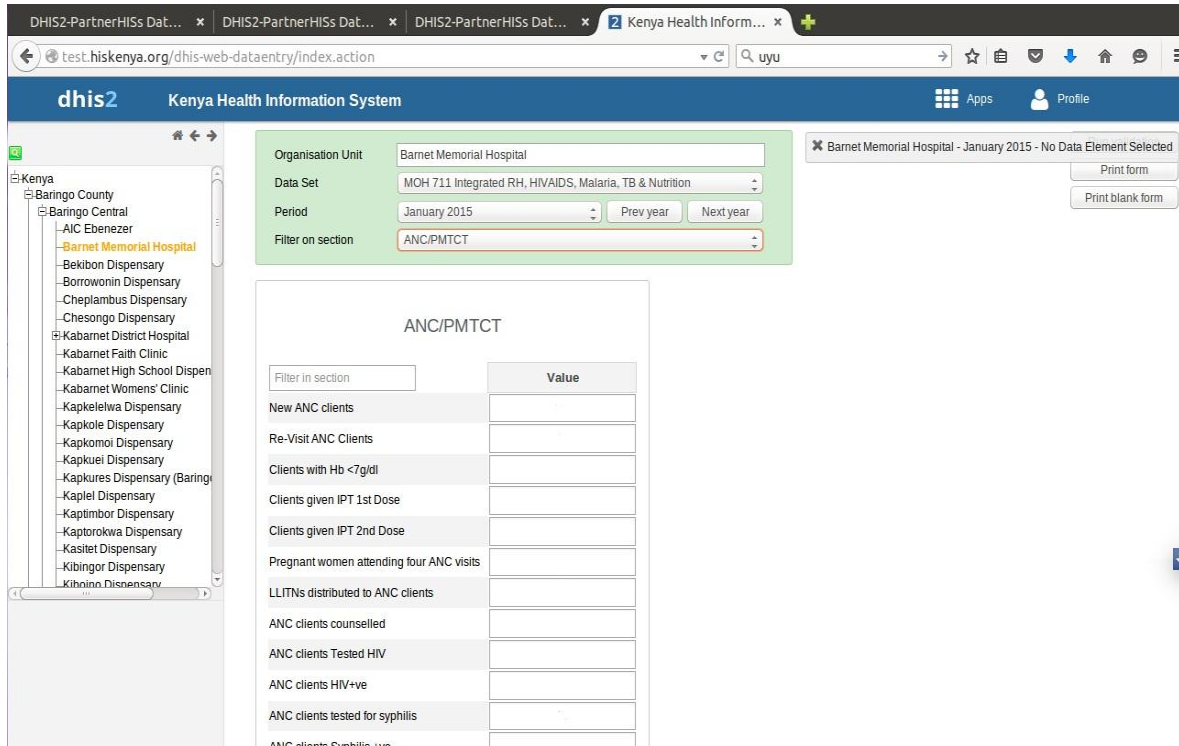 DHIS2-PartnerHISs Dat... × DHIS2-PartnerHISs Dat... × DHIS2-PartnerHISs Dat... × 2 Kenya Health Inform... ×
test.hiskenya.org/dhis-web-dataentry/index.action uyu
dhis2 Kenya Health Information System Apps Profile
Organisation Unit Barnet Memorial Hospital
Data Set MOH 711 Integrated RH, HIVAIDS, Malaria, TB & Nutrition
Period January 2015 Prev year Next year
Filter on section ANC/PMTCT
Barnet Memorial Hospital - January 2015 - No Data Element Selected
Print form
Print blank form
Kenya
Baringo County
Baringo Central
AIC Ebenezer
Barnet Memorial Hospital
Bekibon Dispensary
Borrowonin Dispensary
Cheplambus Dispensary
Chesongo Dispensary
Kabarnet District Hospital
Kabarnet Faith Clinic
Kabarnet High School Dispen
Kabarnet Womens' Clinic
Kapkelelwa Dispensary
Kapkole Dispensary
Kapkomoi Dispensary
Kapkuei Dispensary
Kapkures Dispensary (Baring
Kaplel Dispensary
Kaptimbor Dispensary
Kaptorokwa Dispensary
Kasitet Dispensary
Kibingor Dispensary
Kiboino Dispensary
ANC/PMTCT
Filter in section Value
New ANC clients
Re-Visit ANC Clients
Clients with Hb <7g/dl
Clients given IPT 1st Dose
Clients given IPT 2nd Dose
Pregnant women attending four ANC visits
LLITNs distributed to ANC clients
ANC clients counselled
ANC clients Tested HIV
ANC clients HIV+ve
ANC clients tested for syphilis
ANC clients Syphilis +ve